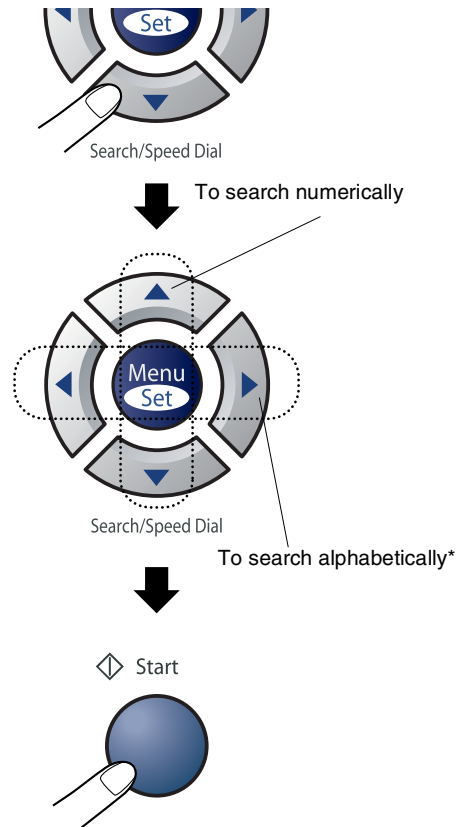 Set
Search/Speed Dial
To search numerically
Menu
Set
Search/Speed Dial
To search alphabetically*
Start